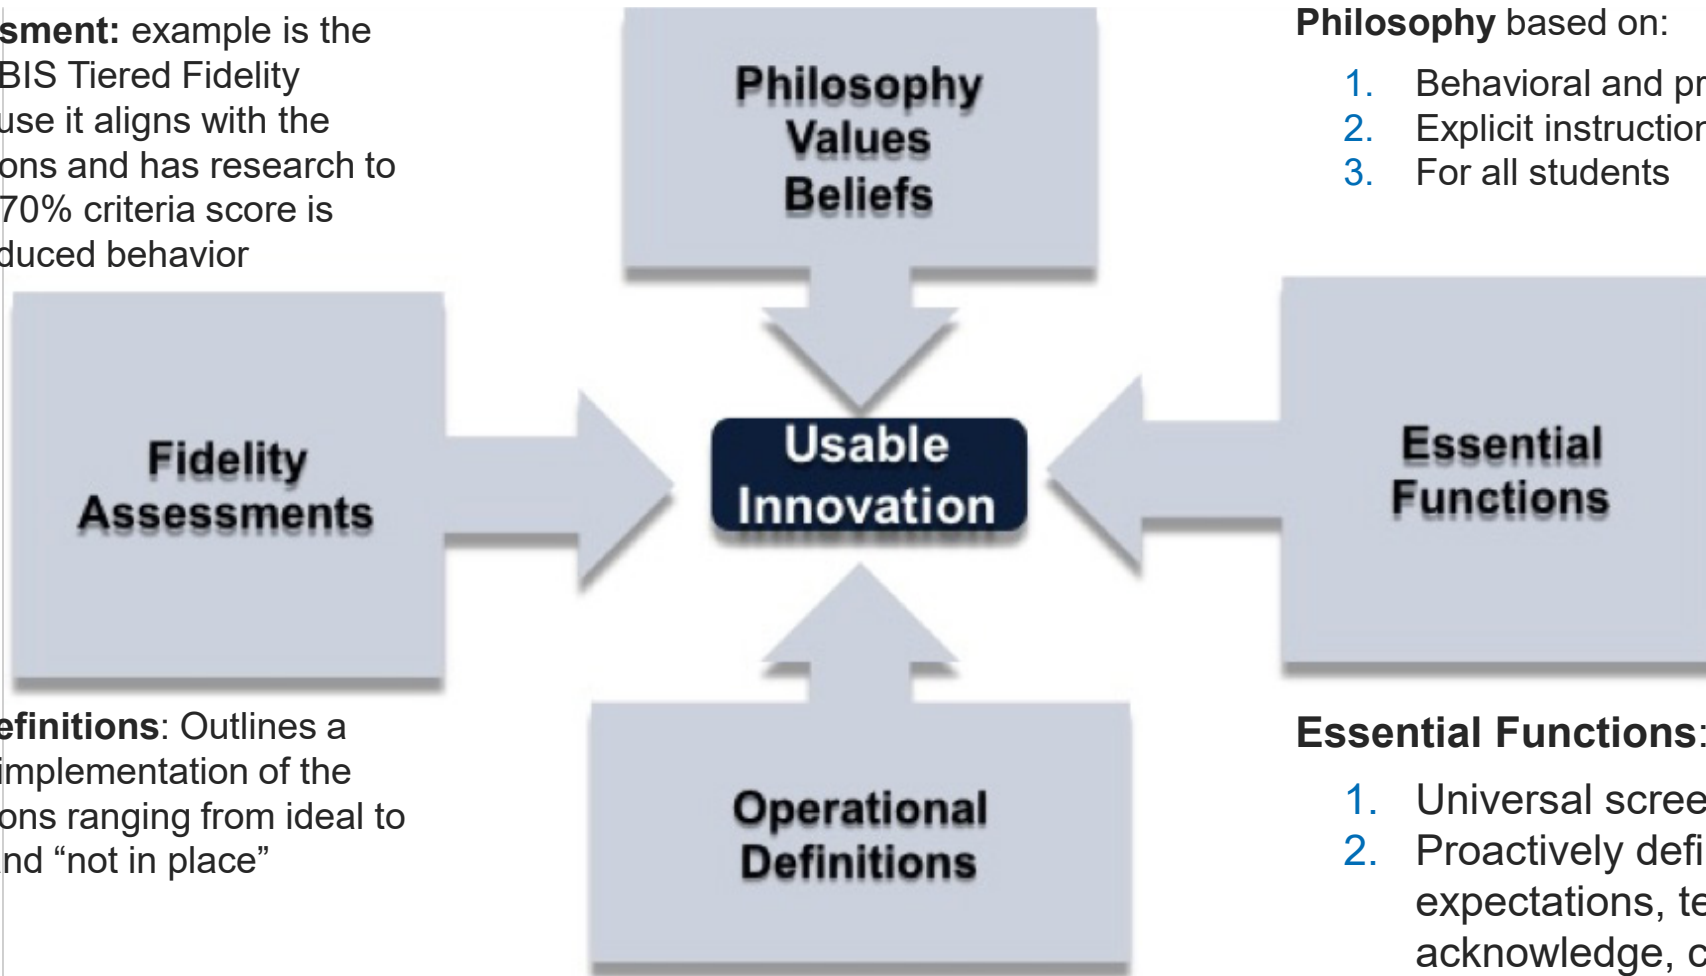 sment: example is the
BIS Tiered Fidelity
use it aligns with the
ons and has research to
70% criteria score is
duced behavior
Philosophy
Values
Beliefs
Philosophy based on:
1. Behavioral and pr
2. Explicit instruction
3. For all students
Fidelity
Assessments
Usable
Innovation
Essential
Functions
efinitions: Outlines a
implementation of the
ons ranging from ideal to
nd “not in place”
Operational
Definitions
Essential Functions:
1. Universal scree
2. Proactively defi
expectations, te
acknowledge, c